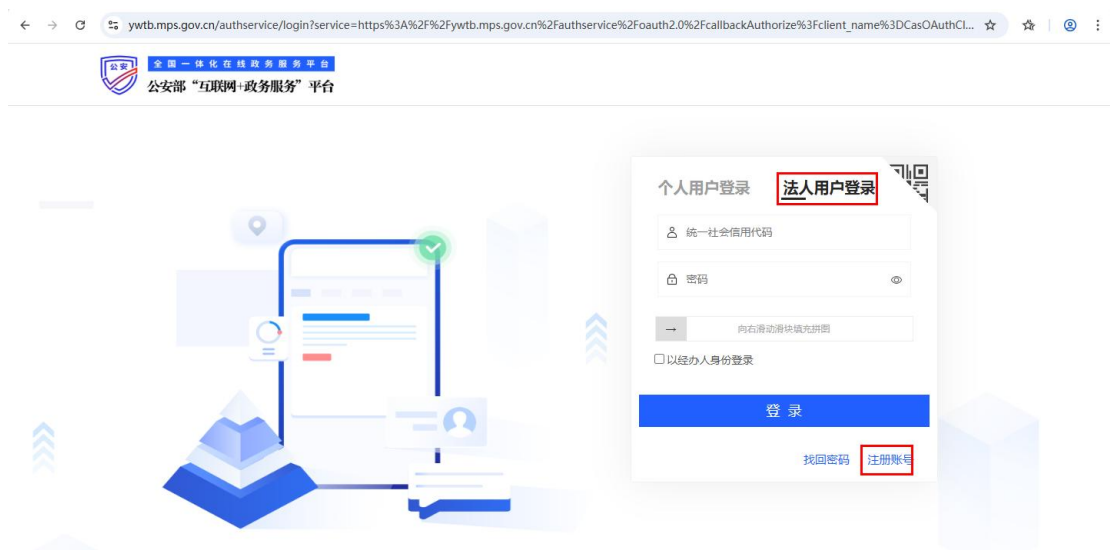 ywtb.mps.gov.cn/authservice/login?service=https%3A%2F%2Fywtb.mps.gov.cn%2Fauthservice%2Foauth2.0%2FcallbackAuthorize%3Fclient_name%3DCasOAuthCl...
公安
全国一体化在线政务服务平台
公安部“互联网+政务服务”平台
个人用户登录 法人用户登录
统一社会信用代码
密码
→ 向右滑动滑块填充拼图
以经办人身份登录
登 录
找回密码 注册账号